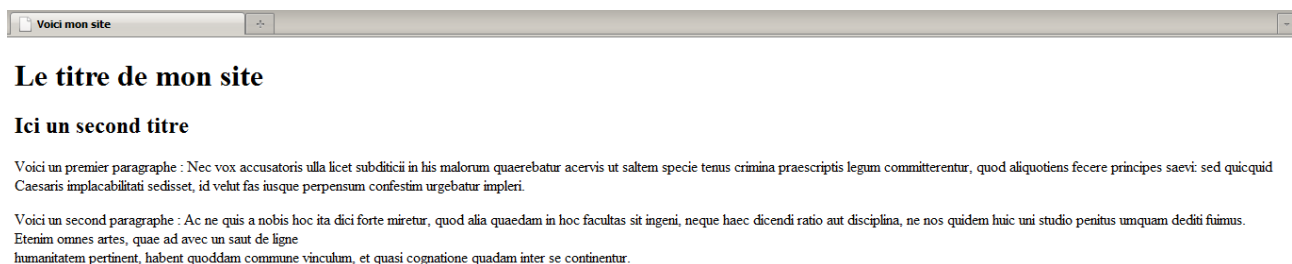 Voici mon site
Le titre de mon site
Ici un second titre
Voici un premier paragraphe : Nec vox accusatoris ulla licet subditicii in his malorum quaerebatur acervis ut saltem specie tenus crimina praescriptis legum committerentur, quod aliquotiens fecere principes saevi: sed quicquid
Caesaris implacabilitati sedisset, id velut fas iusque perpensum confestim urgebatur impleri.
Voici un second paragraphe : Ac ne quis a nobis hoc ita dici forte miretur, quod alia quaedam in hoc facultas sit ingeni, neque haec dicendi ratio aut disciplina, ne nos quidem huic uni studio penitus umquam dediti fuimus.
Etenim omnes artes, quae ad avec un saut de ligne
humanitatem pertinent, habent quoddam commune vinculum, et quasi cognatione quadam inter se continentur.